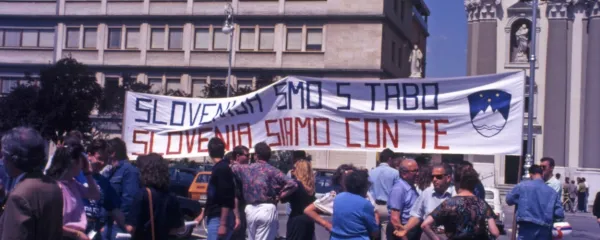 SLOVENIJA SMO S TABO
SLOVENIA SIAMO CON TE